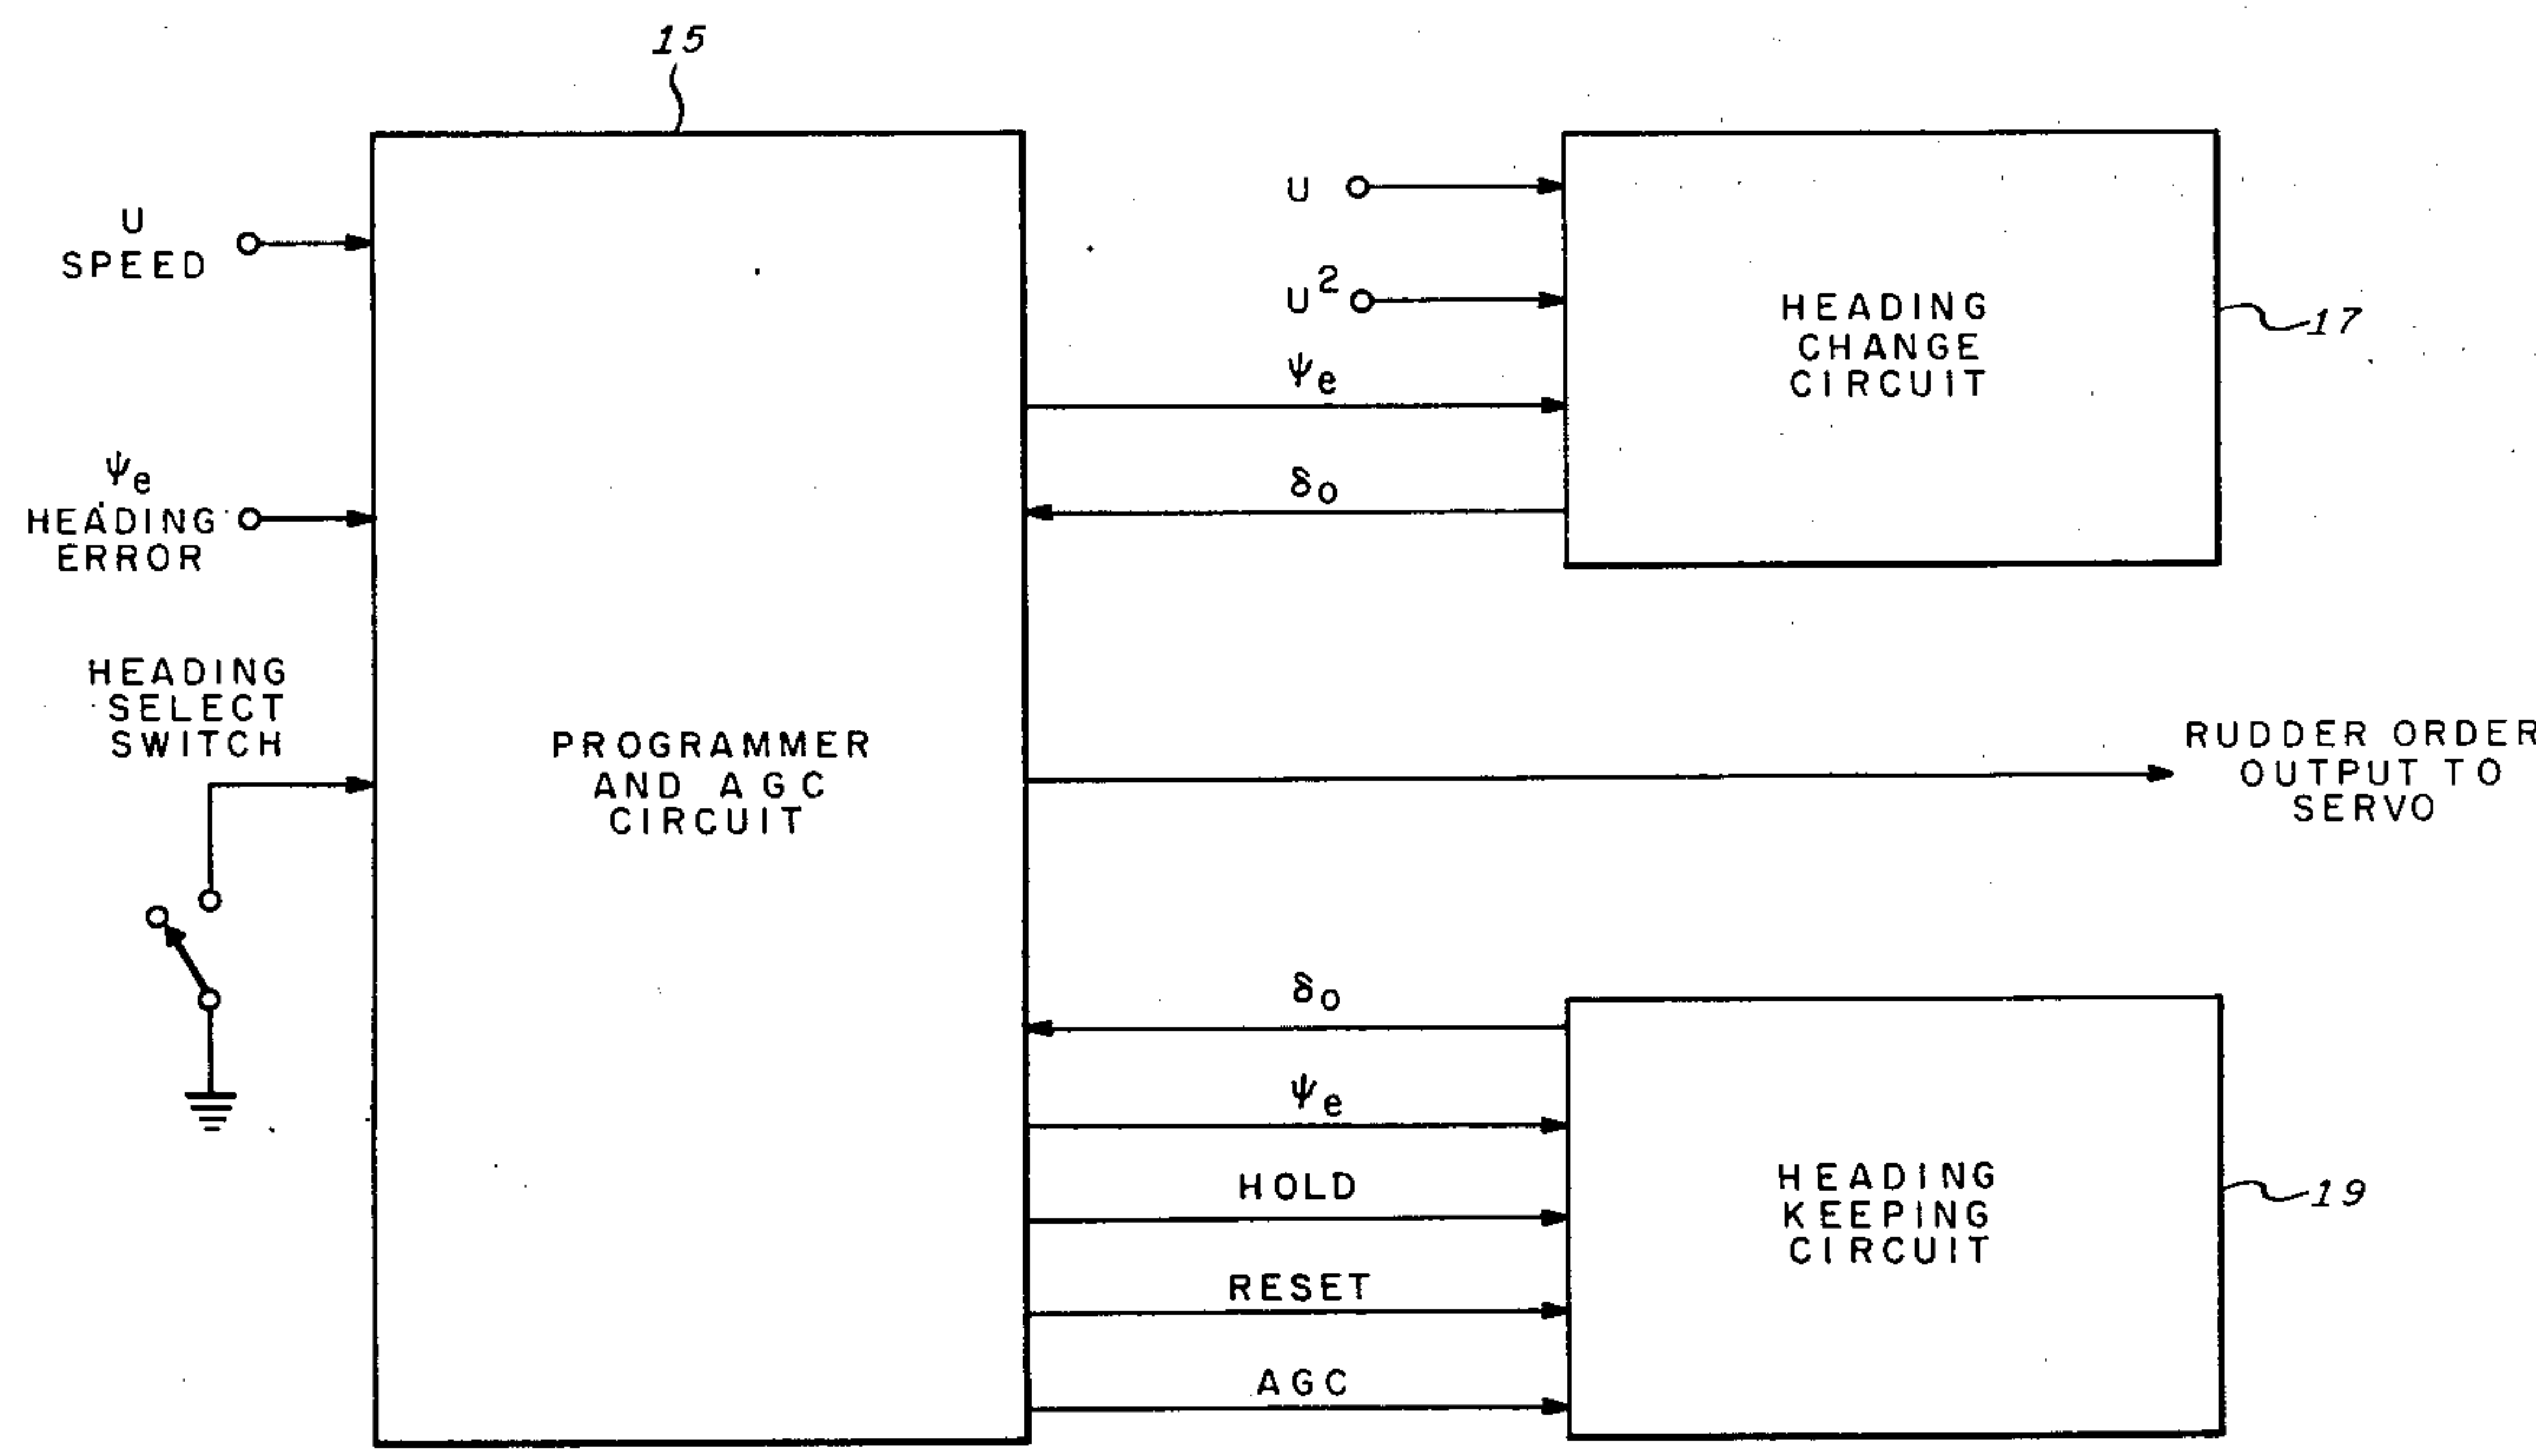 15
U
SPEED
ψe
HEADING
ERROR
HEADING
SELECT
SWITCH
PROGRAMMER
AND AGC
CIRCUIT
U
U²
ψe
δo
HEADING
CHANGE
CIRCUIT
17
RUDDER ORDER
OUTPUT TO
SERVO
δo
ψe
HOLD
RESET
AGC
HEADING
KEEPING
CIRCUIT
19